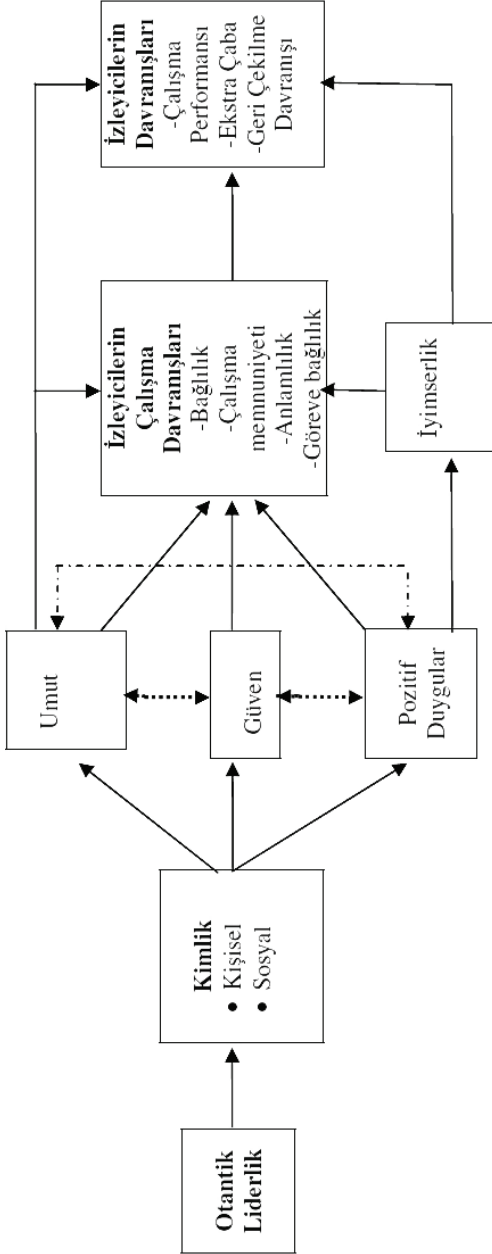 Otantik
Liderlik
Kimlik
• Kişisel
• Sosyal
Umut
Güven
Pozitif
Duygular
İzleyicilerin
Çalışma
Davranışları
-Bağlılık
-Çalışma
memnuniyeti
-Anlamlılık
-Göreve bağlılık
İyimserlik
İzleyicilerin
Davranışları
-Çalışma
Performansı
-Ekstra Çaba
-Geri Çekilme
Davranışı